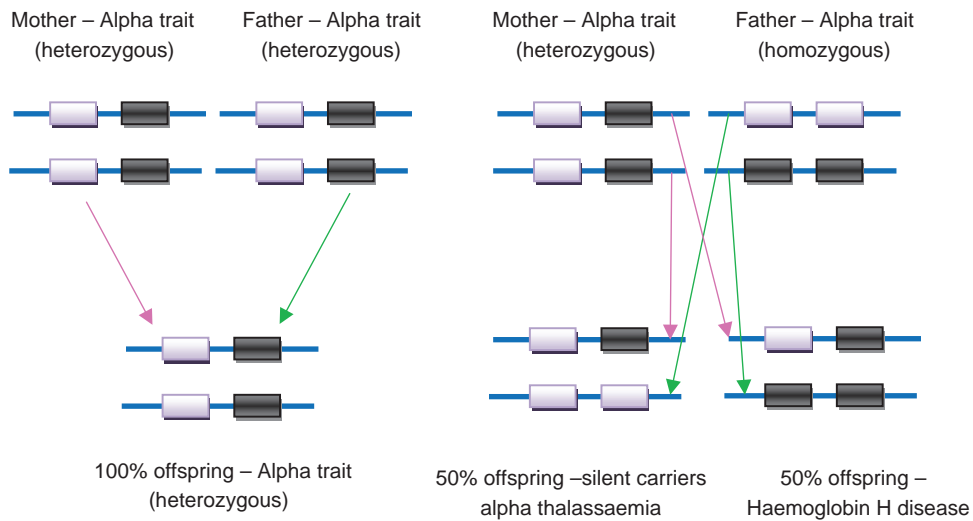 Mother – Alpha trait
(heterozygous)
Father – Alpha trait
(heterozygous)
Mother – Alpha trait
(heterozygous)
Father – Alpha trait
(homozygous)
100% offspring – Alpha trait
(heterozygous)
50% offspring –silent carriers
alpha thalassaemia
50% offspring –
Haemoglobin H disease